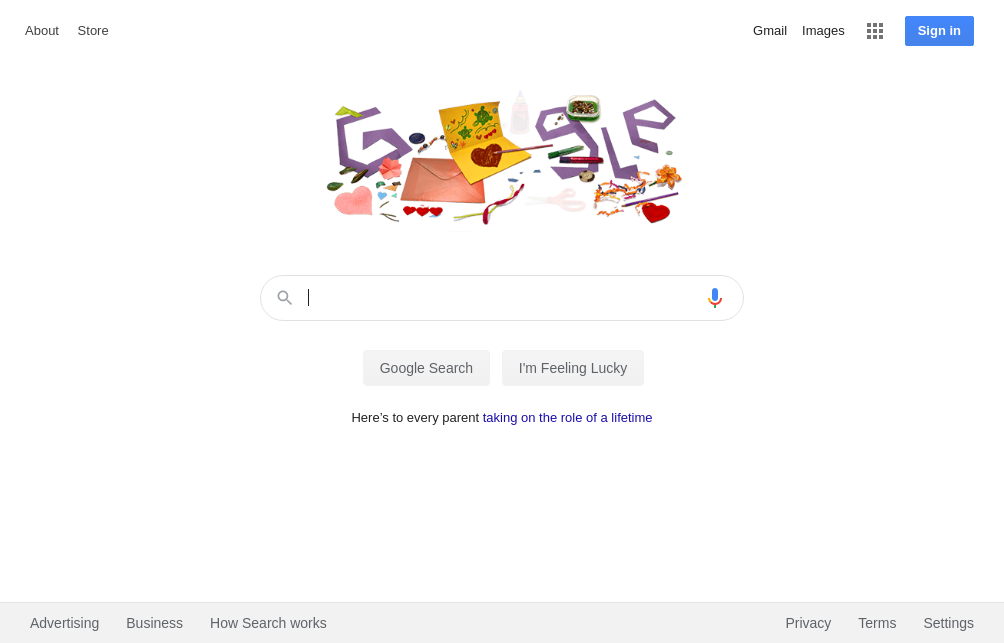 About Store Gmail Images Sign in
Google
Google Search I'm Feeling Lucky
Here's to every parent taking on the role of a lifetime
Advertising Business How Search works Privacy Terms Settings